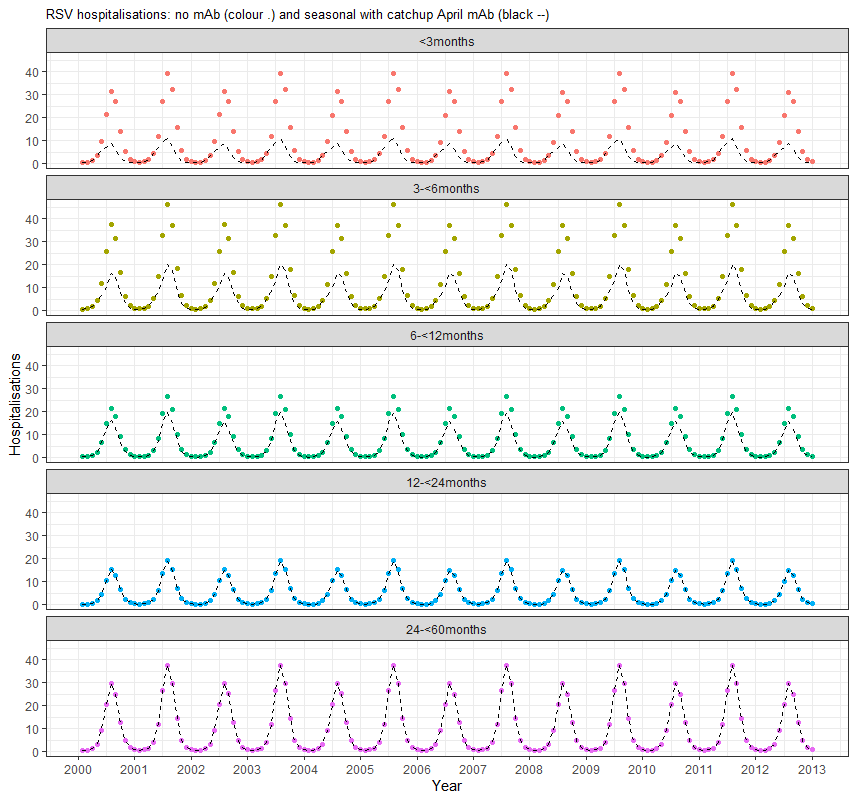 RSV hospitalisations: no mAb (colour .) and seasonal with catchup April mAb (black --)
<3months
40
30
20
10
0
3-<6months
40
30
20
10
0
6-<12months
40
30
20
10
0
12-<24months
40
30
20
10
0
24-<60months
40
30
20
10
0
Hospitalisations
2000 2001 2002 2003 2004 2005 2006 2007 2008 2009 2010 2011 2012 2013
Year